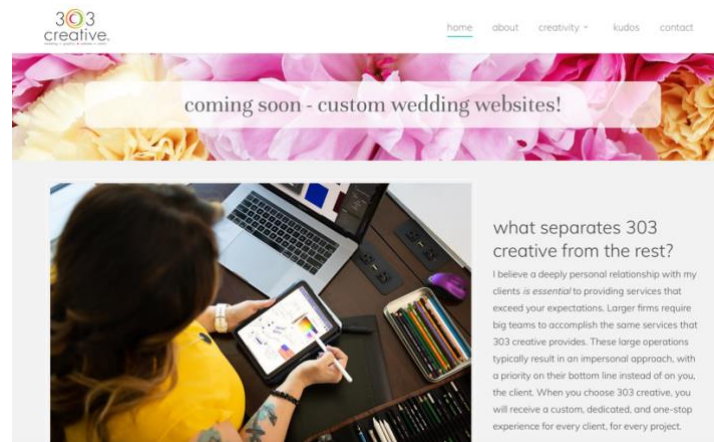 303
creative.
home about creativity kudos contact
coming soon - custom wedding websites!
what separates 303
creative from the rest?
I believe a deeply personal relationship with my
clients is essential to providing services that
exceed your expectations. Larger firms require
big teams to accomplish the same services that
303 creative provides. These large operations
typically result in an impersonal approach, with
a priority on their bottom line instead of on you,
the client. When you choose 303 creative, you
will receive a custom, dedicated, and one-stop
experience for every client, for every project.